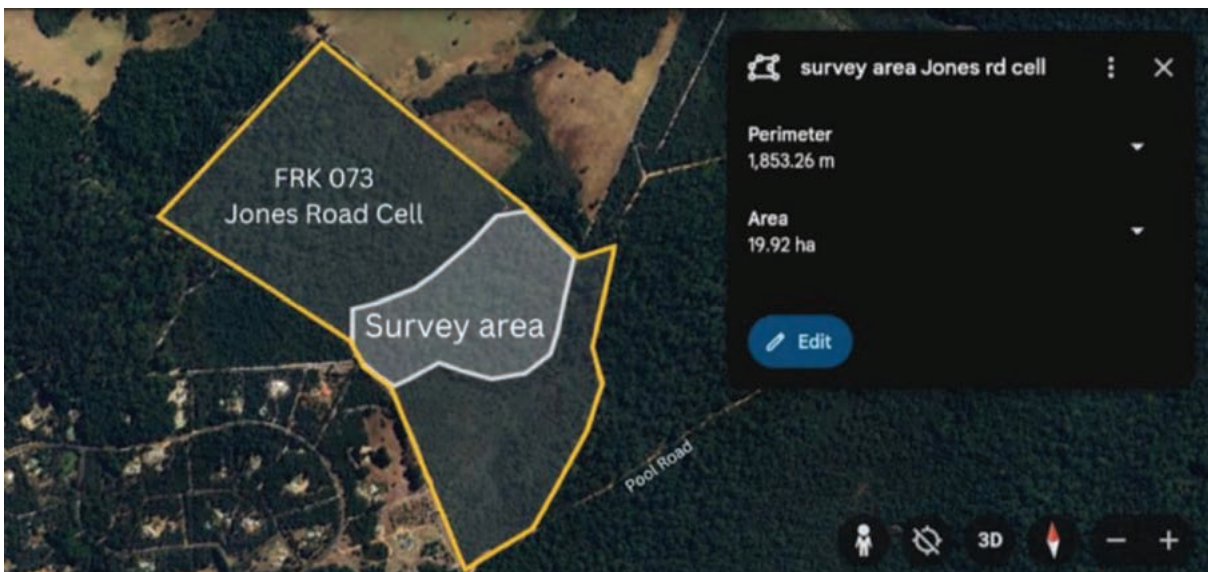 FRK 073
Jones Road Cell
Survey area
Pool Road
survey area Jones rd cell
Perimeter
1,853.26 m
Area
19.92 ha
Edit
3D